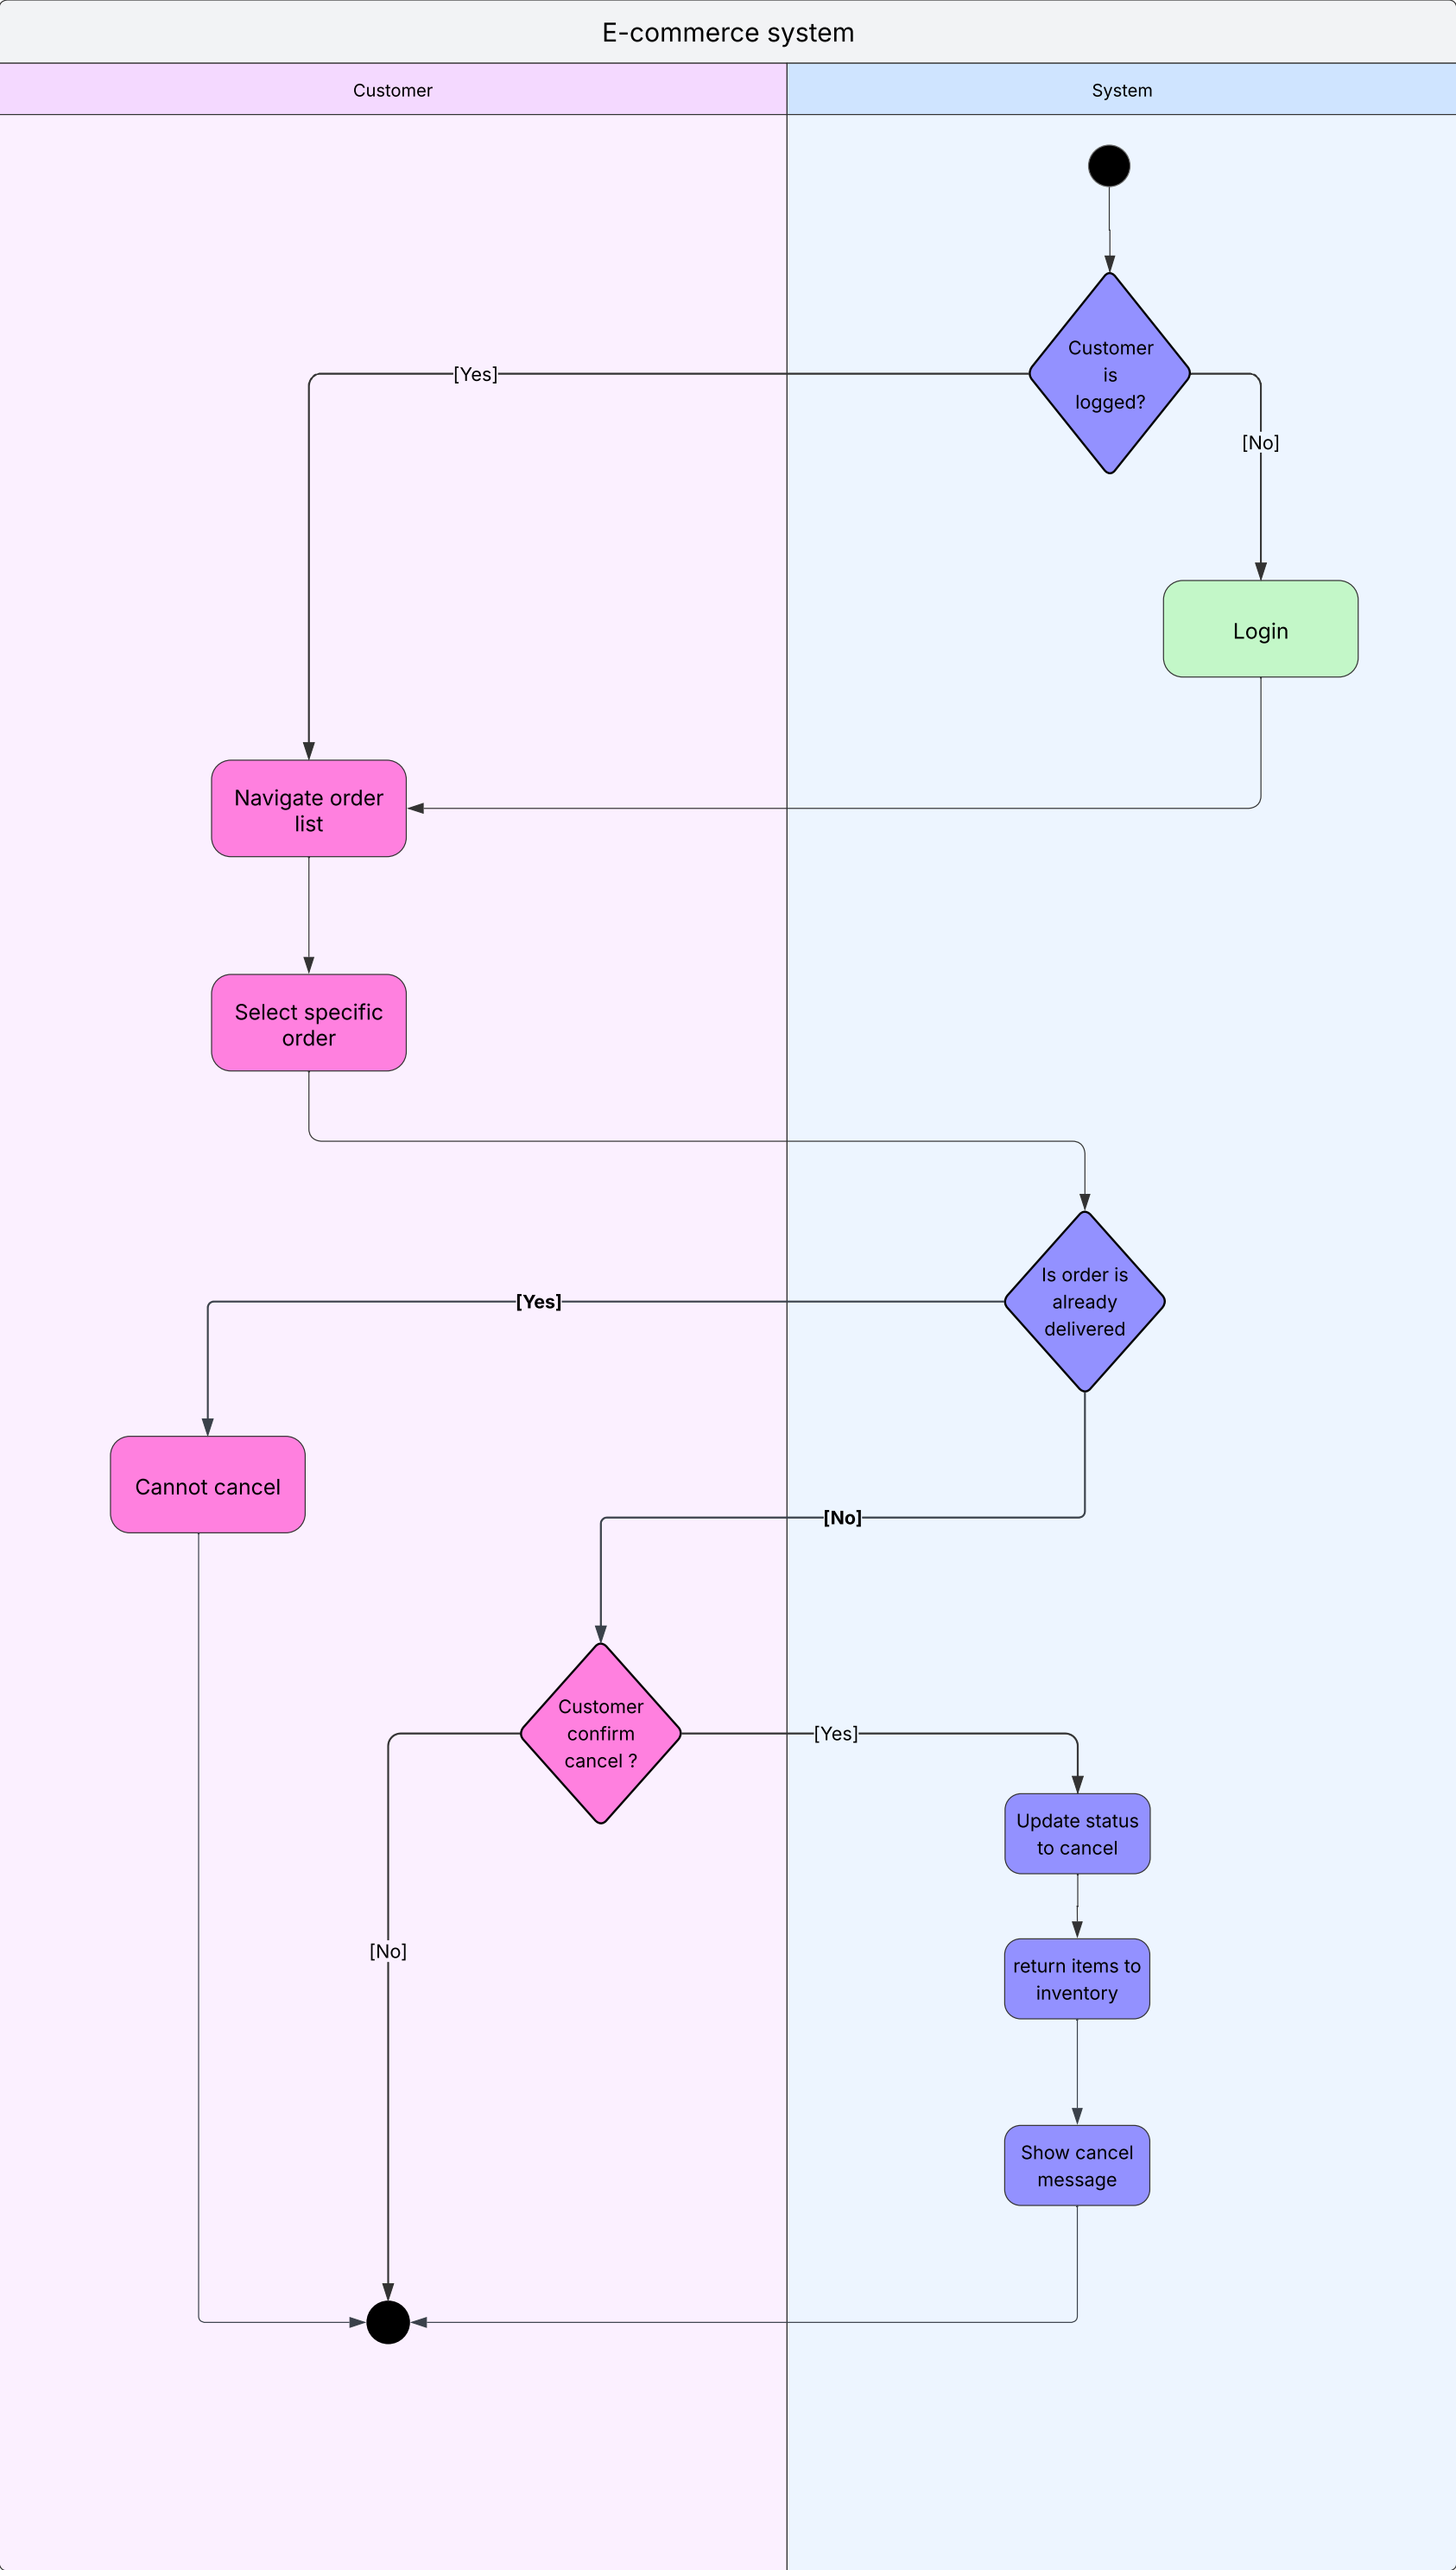 E-commerce system
Customer
System
Customer
is
logged?
[Yes]
[No]
Login
Navigate order
list
Select specific
order
Is order is
already
delivered
[Yes]
Cannot cancel
[No]
Customer
confirm
cancel ?
[Yes]
Update status
to cancel
[No]
return items to
inventory
Show cancel
message